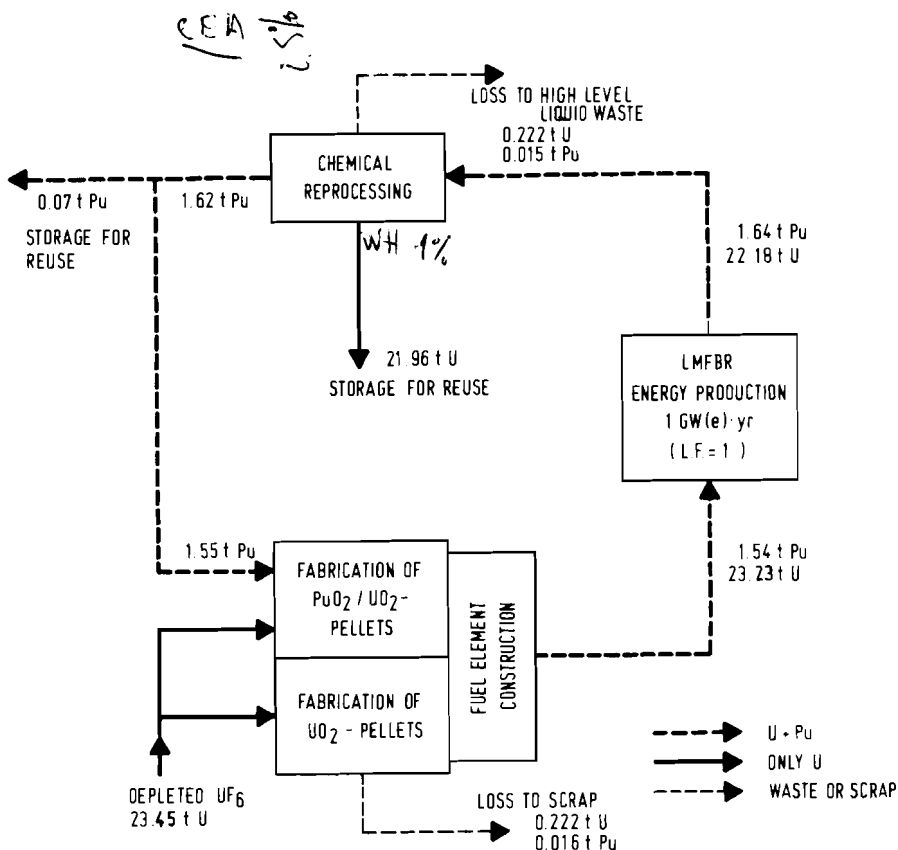 CEA
LOSS TO HIGH LEVEL
LIQUID WASTE
0.222 t U
0.015 t Pu
CHEMICAL
REPROCESSING
0.07 t Pu
1.62 t Pu
STORAGE FOR
REUSE
WH 1%
21.96 t U
STORAGE FOR REUSE
1.64 t Pu
22.18 t U
LMFBR
ENERGY PRODUCTION
1 GW(e)·yr
(L.F.=1)
1.55 t Pu
FABRICATION OF
PuO2 / UO2-
PELLETS
FABRICATION OF
UO2 - PELLETS
FUEL ELEMENT
CONSTRUCTION
1.54 t Pu
23.23 t U
DEPLETED UF6
23.45 t U
LOSS TO SCRAP
0.222 t U
0.016 t Pu
U + Pu
ONLY U
WASTE OR SCRAP